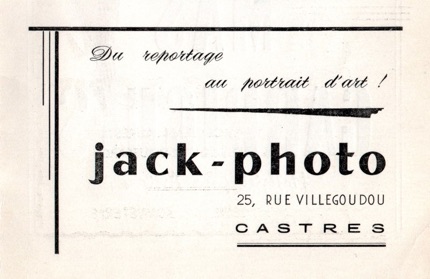 Du reportage
au portrait d'art !
jack-photo
25, RUE VILLEGOUDOU
CASTRES